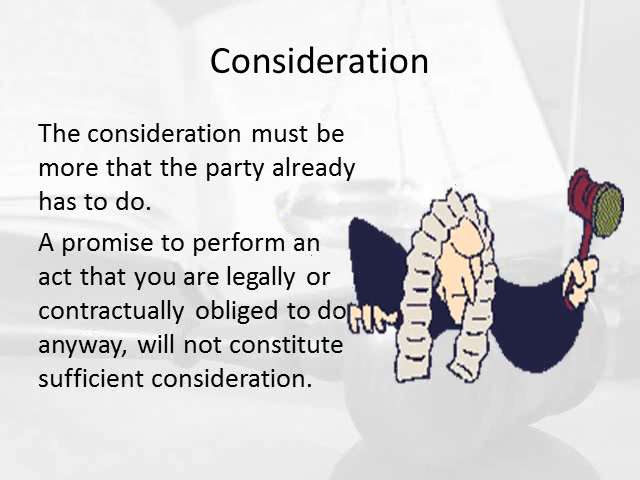 Consideration
The consideration must be
more that the party already
has to do.
A promise to perform an
act that you are legally or
contractually obliged to do
anyway, will not constitute
sufficient consideration.